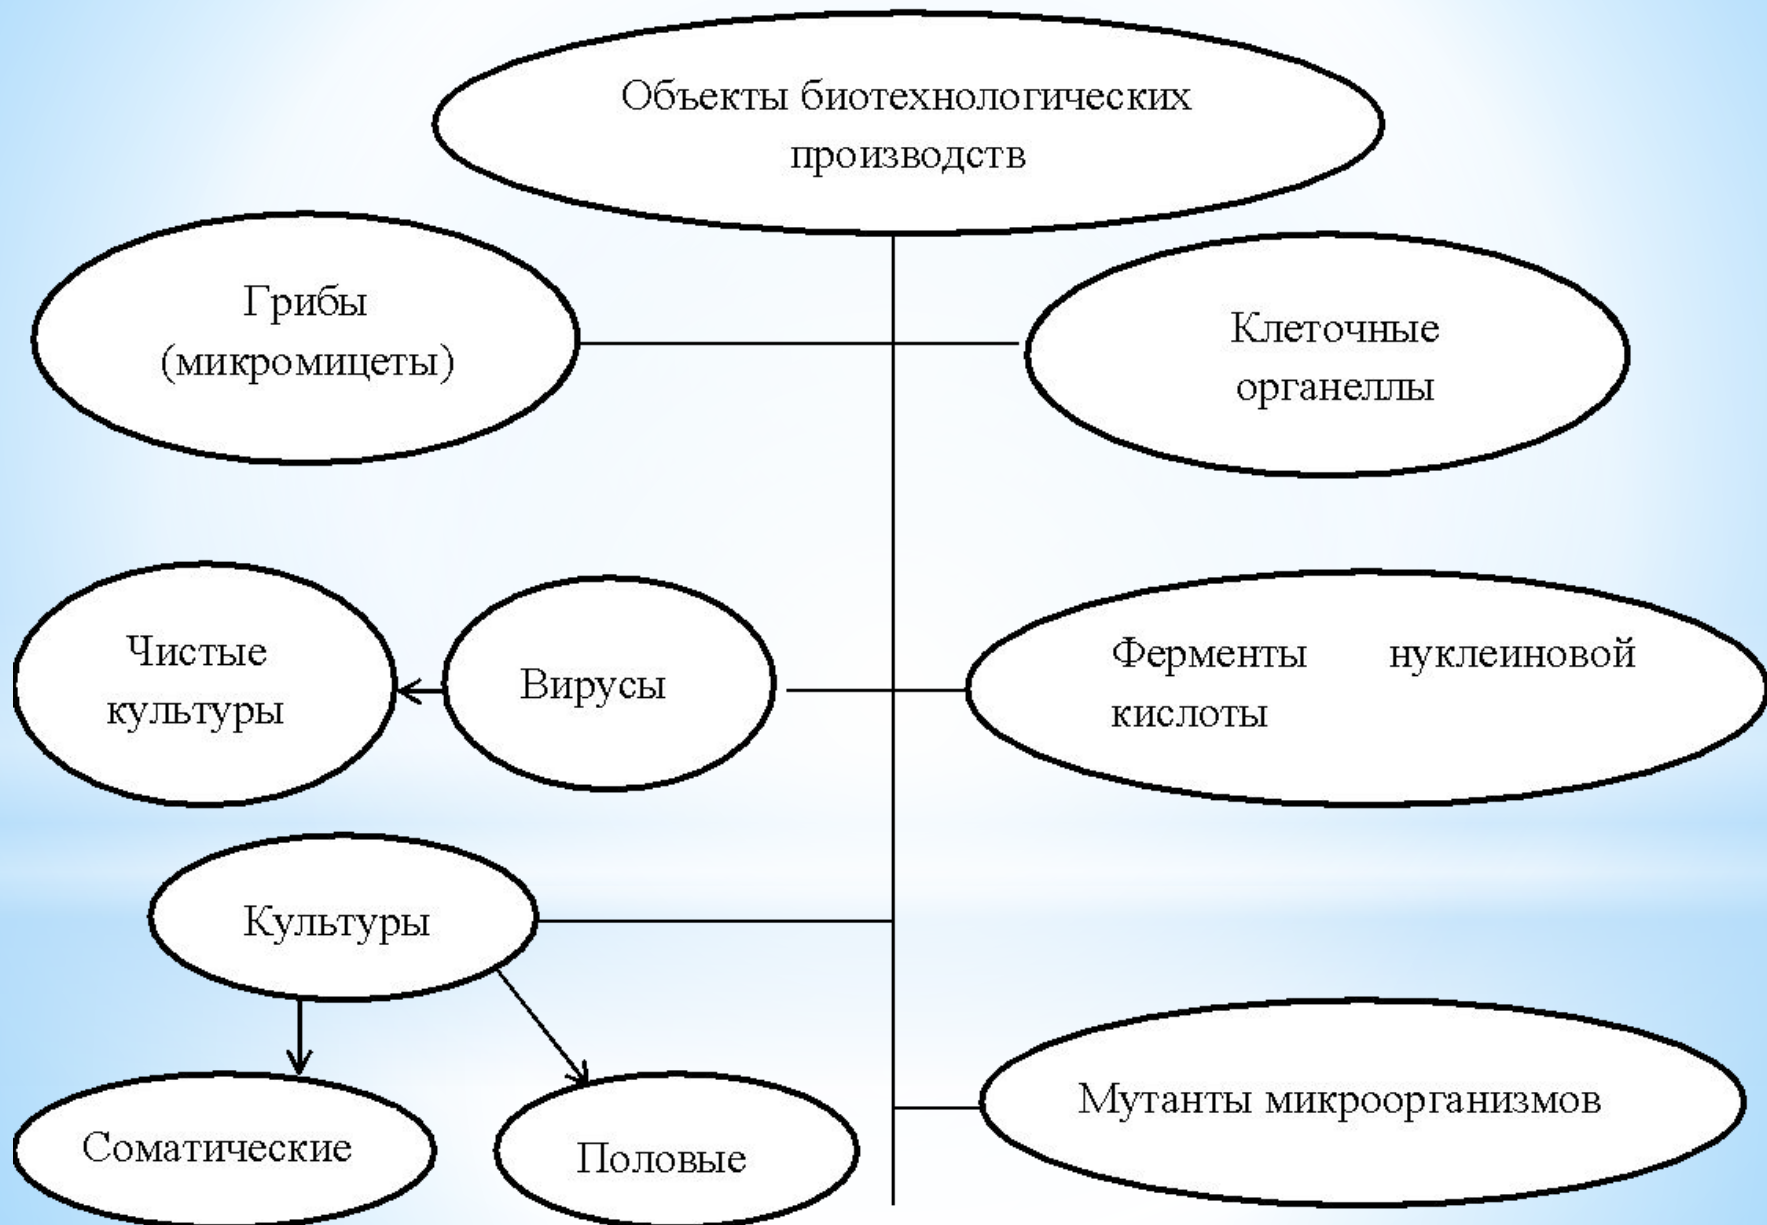 Объекты биотехнологических
производств
Грибы
(микромицеты)
Клеточные
органеллы
Чистые
культуры
Вирусы
Ферменты нуклеиновой
кислоты
Культуры
Соматические
Половые
Мутанты микроорганизмов